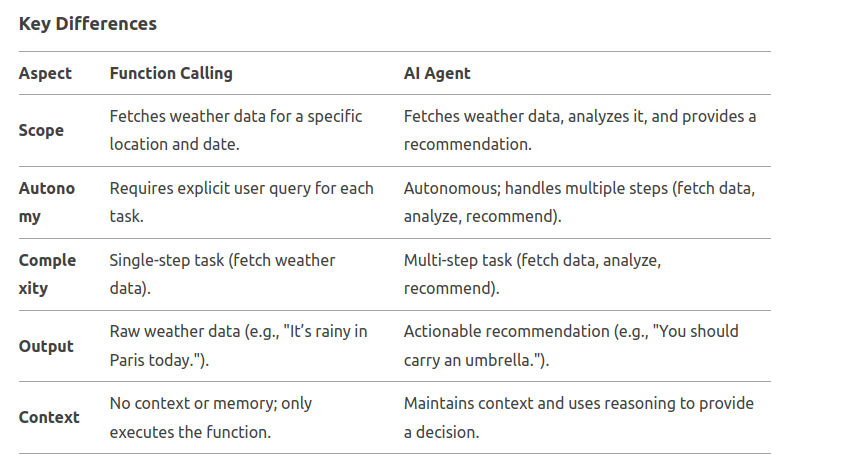 Key Differences
Aspect Function Calling AI Agent
Scope
Fetches weather data for a specific
location and date.
Fetches weather data, analyzes it, and provides a
recommendation.
Autono
my
Requires explicit user query for each
task.
Autonomous; handles multiple steps (fetch data,
analyze, recommend).
Comple
xity
Single-step task (fetch weather
data).
Multi-step task (fetch data, analyze,
recommend).
Output
Raw weather data (e.g., "It’s rainy in
Paris today.").
Actionable recommendation (e.g., "You should
carry an umbrella.").
Context
No context or memory; only
executes the function.
Maintains context and uses reasoning to provide
a decision.